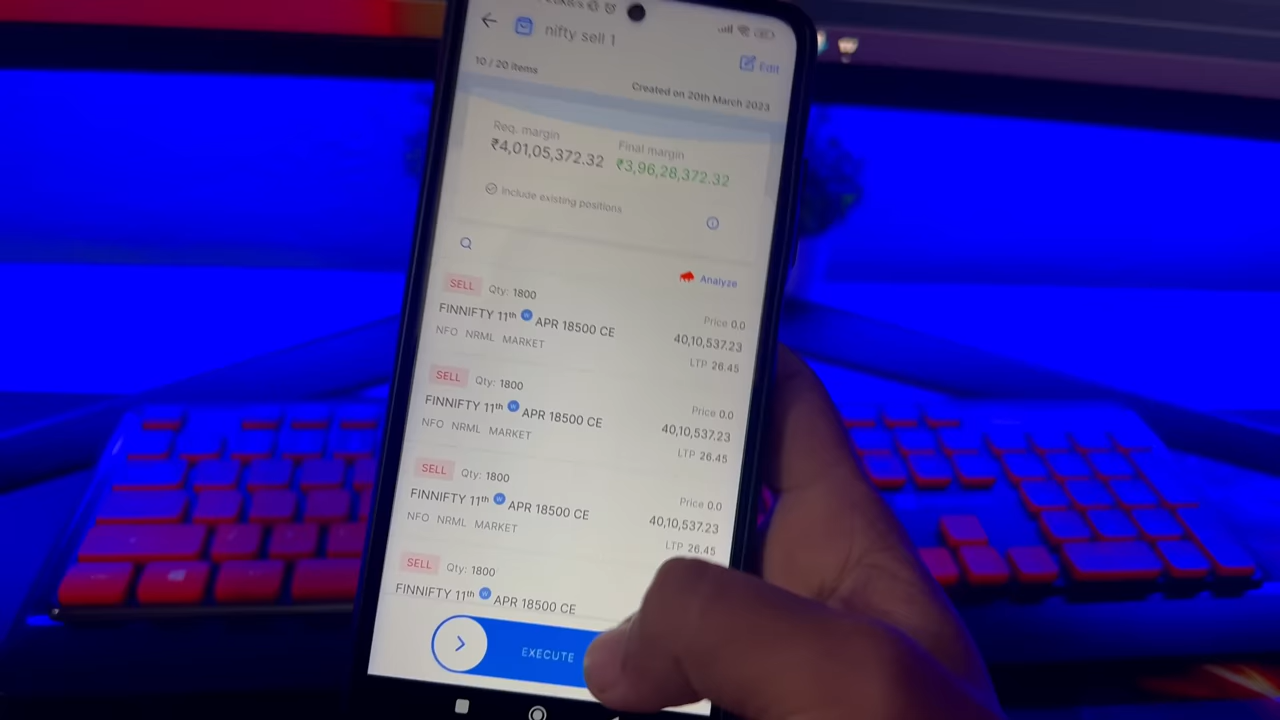 nifty sell 1
Edit
10 / 20 items
Created on 20th March 2023
Req. margin
₹4,01,05,372.32
Final margin
₹3,96,28,372.32
Include existing positions
Analyze
SELL Qty: 1800
Price 0.0
FINNIFTY 11th W APR 18500 CE
40,10,537.23
NFO NRML MARKET
LTP 26.45
SELL Qty: 1800
Price 0.0
FINNIFTY 11th W APR 18500 CE
40,10,537.23
NFO NRML MARKET
LTP 26.45
SELL Qty: 1800
Price 0.0
FINNIFTY 11th W APR 18500 CE
40,10,537.23
NFO NRML MARKET
LTP 26.45
SELL Qty: 1800
FINNIFTY 11th W APR 18500 CE
EXECUTE